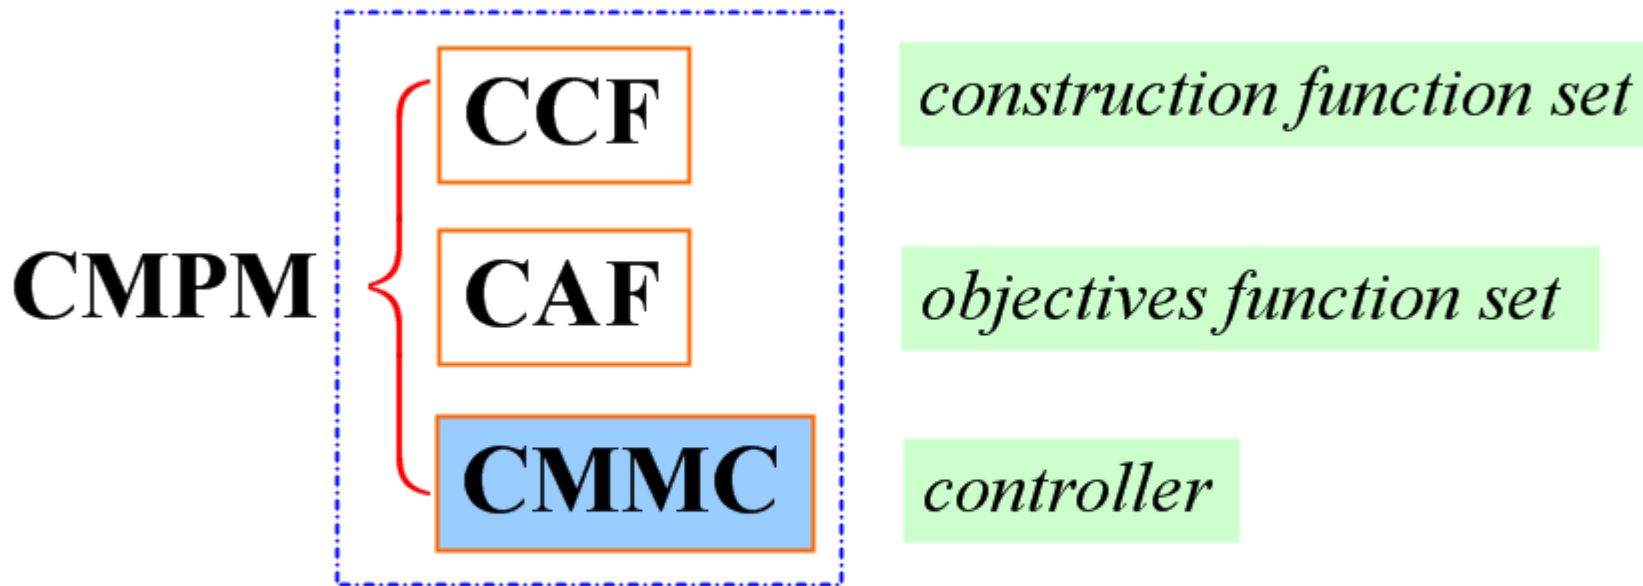 CCF construction function set
CMPM CAF objectives function set
CMMC controller